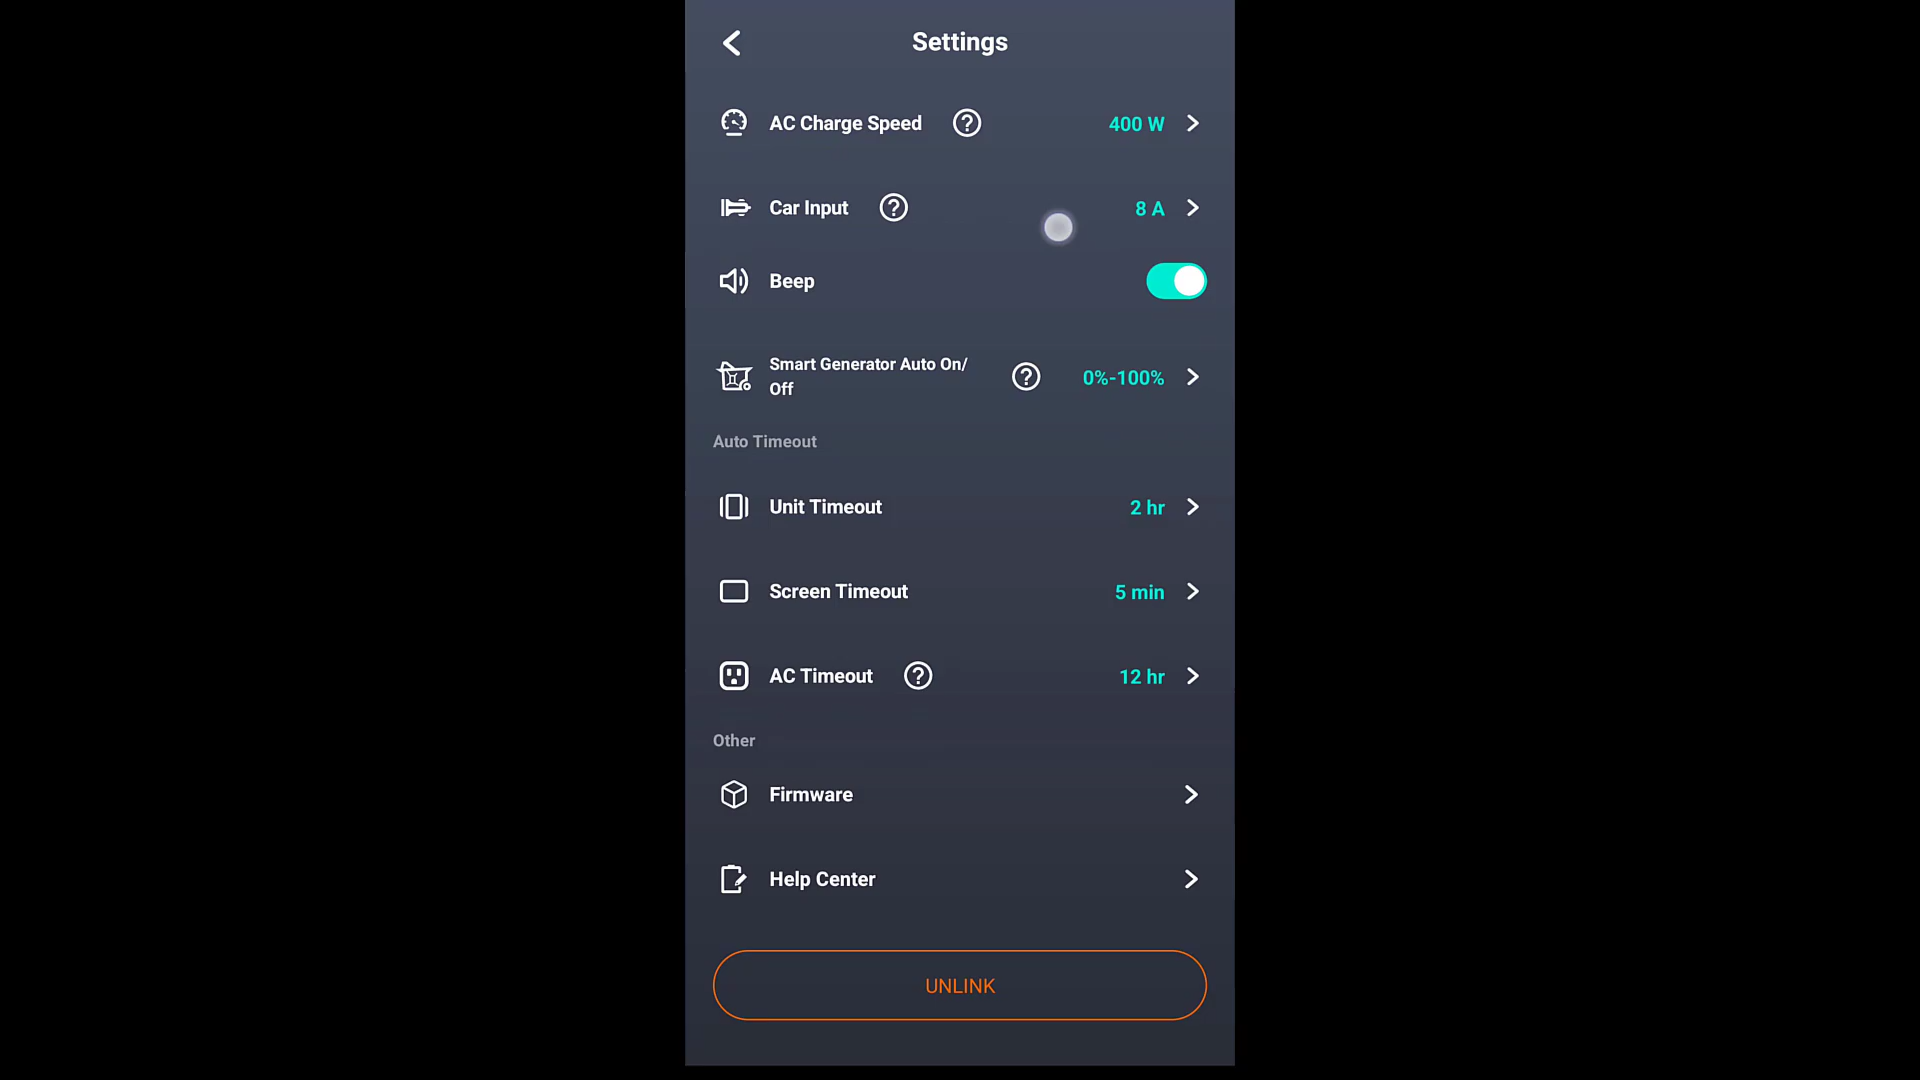 Settings
AC Charge Speed ? 400 W
Car Input ? 8 A
Beep
Smart Generator Auto On/
Off ? 0%-100%
Auto Timeout
Unit Timeout 2 hr
Screen Timeout 5 min
AC Timeout ? 12 hr
Other
Firmware
Help Center
UNLINK